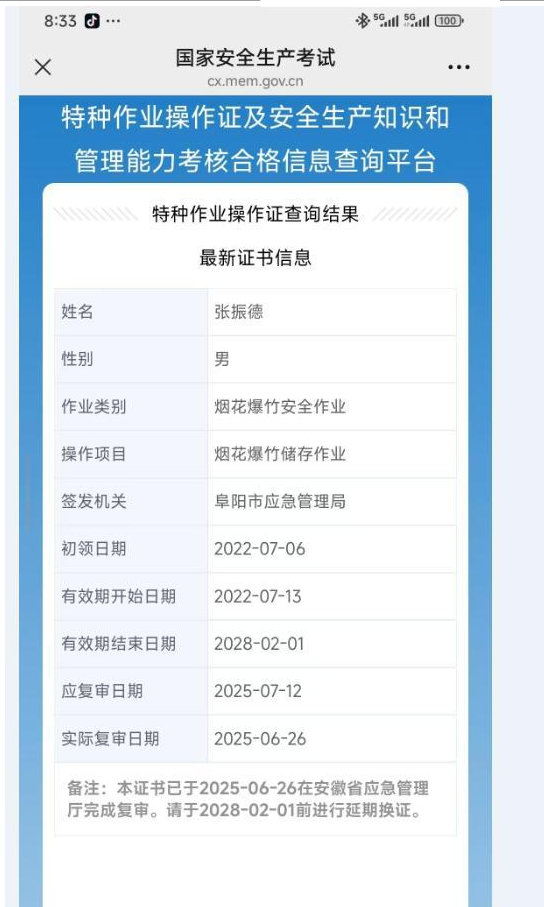 8:33 ... 5G 5G 100
国家安全生产考试
cx.mem.gov.cn
特种作业操作证及安全生产知识和
管理能力考核合格信息查询平台
特种作业操作证查询结果
最新证书信息
姓名 张振德
性别 男
作业类别 烟花爆竹安全作业
操作项目 烟花爆竹储存作业
签发机关 阜阳市应急管理局
初领日期 2022-07-06
有效期开始日期 2022-07-13
有效期结束日期 2028-02-01
应复审日期 2025-07-12
实际复审日期 2025-06-26
备注：本证书已于2025-06-26在安徽省应急管理
厅完成复审。请于2028-02-01前进行延期换证。